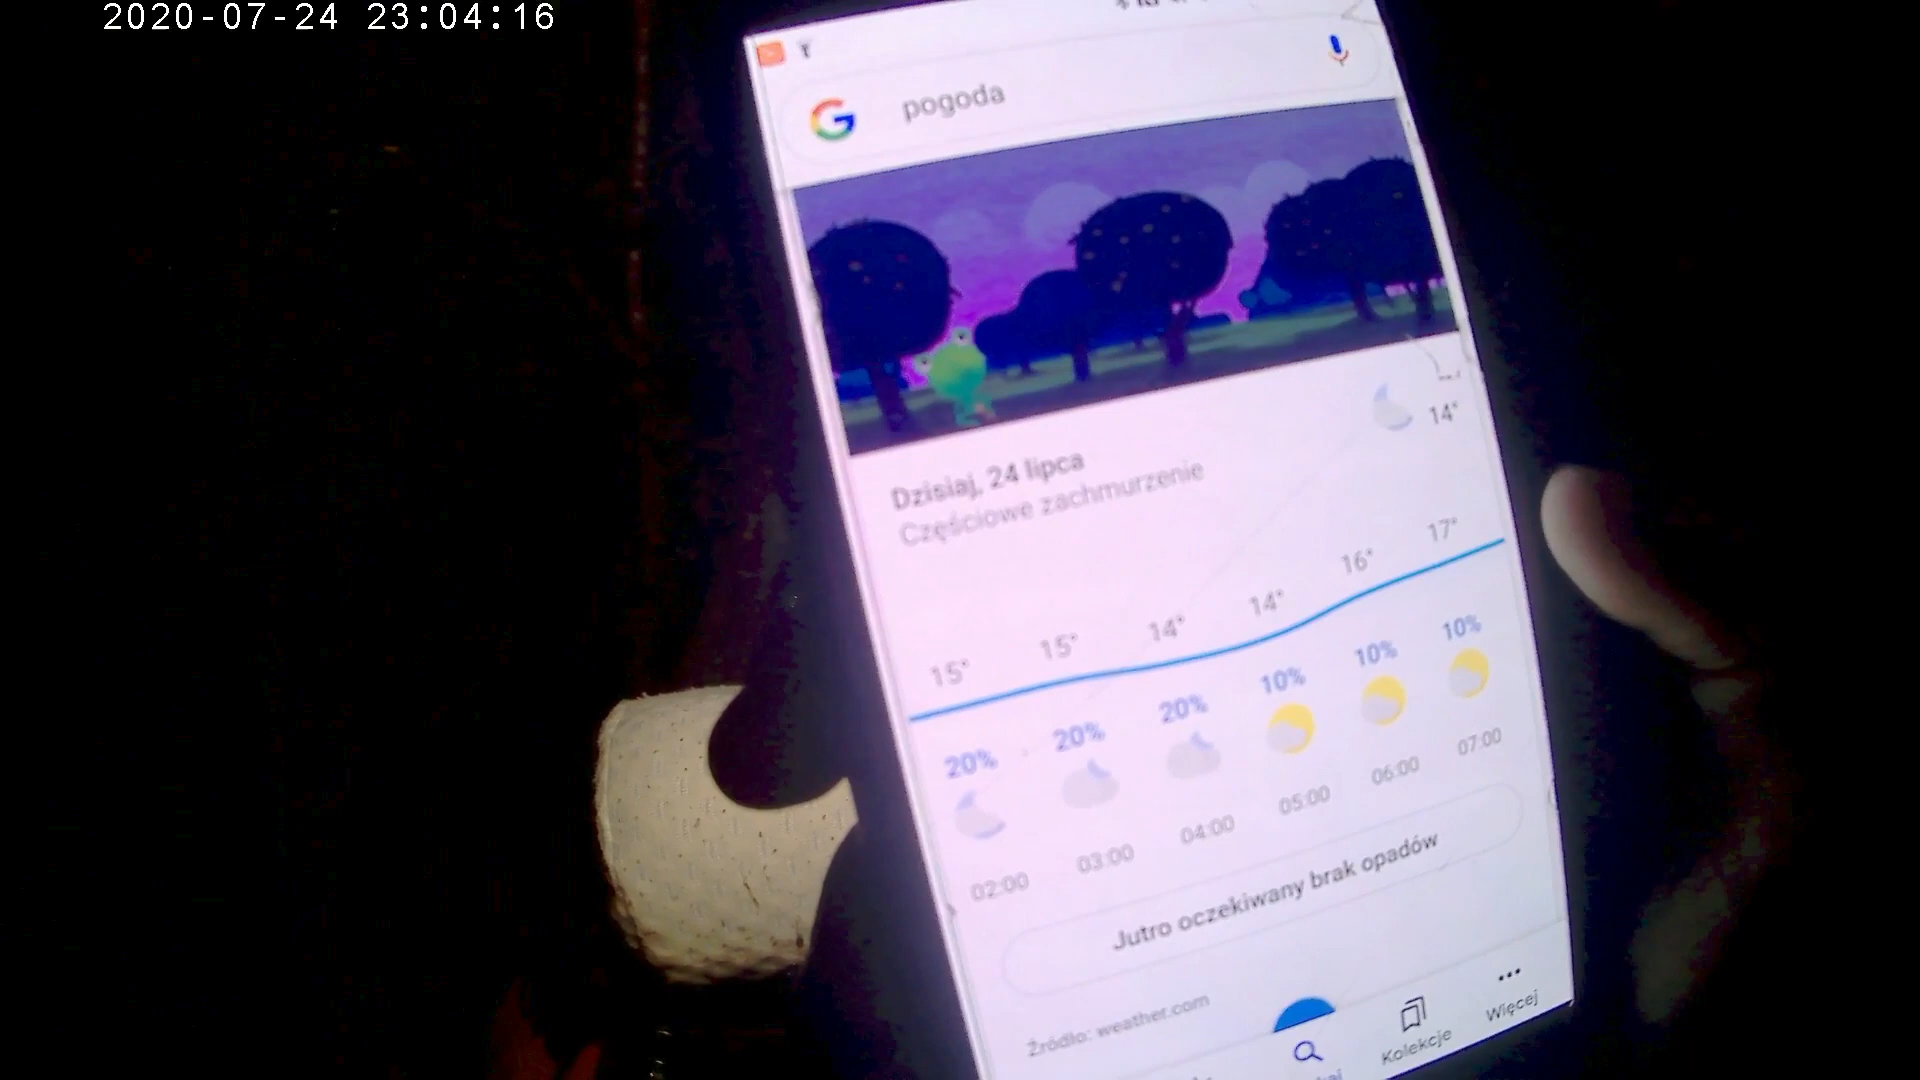 2020-07-24 23:04:16
pogoda
14°
Dzisiaj, 24 lipca
Częściowe zachmurzenie
15° 15° 14° 14° 16° 17°
20% 20% 20% 10% 10% 10%
02:00 03:00 04:00 05:00 06:00 07:00
Jutro oczekiwany brak opadów
Źródło: weather.com
Kolekcje
Więcej